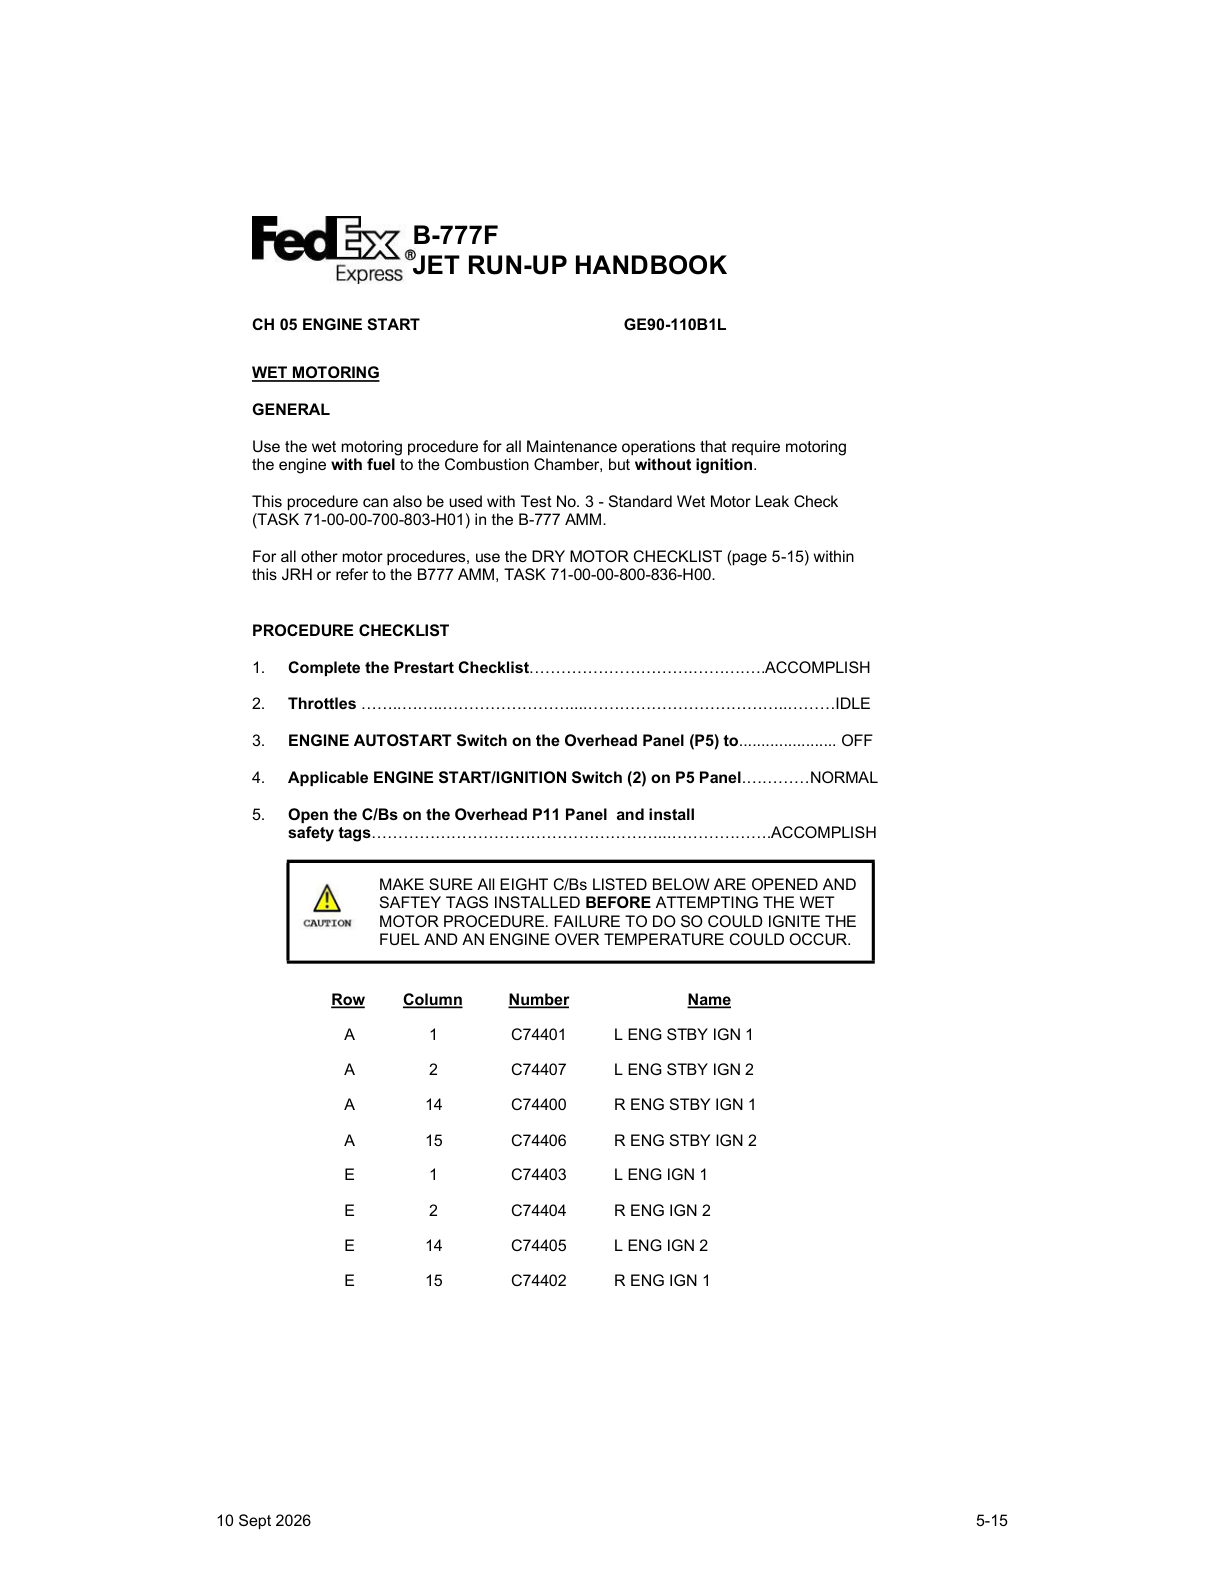 FedEx® B-777F
Express JET RUN-UP HANDBOOK
CH 05 ENGINE START GE90-110B1L
WET MOTORING
GENERAL
Use the wet motoring procedure for all Maintenance operations that require motoring
the engine with fuel to the Combustion Chamber, but without ignition.
This procedure can also be used with Test No. 3 - Standard Wet Motor Leak Check
(TASK 71-00-00-700-803-H01) in the B-777 AMM.
For all other motor procedures, use the DRY MOTOR CHECKLIST (page 5-15) within
this JRH or refer to the B777 AMM, TASK 71-00-00-800-836-H00.
PROCEDURE CHECKLIST
1. Complete the Prestart Checklist……………………………………….ACCOMPLISH
2. Throttles ……..…….………………………....………………………………..………IDLE
3. ENGINE AUTOSTART Switch on the Overhead Panel (P5) to...................... OFF
4. Applicable ENGINE START/IGNITION Switch (2) on P5 Panel………….NORMAL
5. Open the C/Bs on the Overhead P11 Panel  and install
safety tags………………………………………………....……………….ACCOMPLISH
CAUTION
MAKE SURE All EIGHT C/Bs LISTED BELOW ARE OPENED AND
SAFTEY TAGS INSTALLED BEFORE ATTEMPTING THE WET
MOTOR PROCEDURE. FAILURE TO DO SO COULD IGNITE THE
FUEL AND AN ENGINE OVER TEMPERATURE COULD OCCUR.
Row Column Number Name
A 1 C74401 L ENG STBY IGN 1
A 2 C74407 L ENG STBY IGN 2
A 14 C74400 R ENG STBY IGN 1
A 15 C74406 R ENG STBY IGN 2
E 1 C74403 L ENG IGN 1
E 2 C74404 R ENG IGN 2
E 14 C74405 L ENG IGN 2
E 15 C74402 R ENG IGN 1
10 Sept 2026 5-15